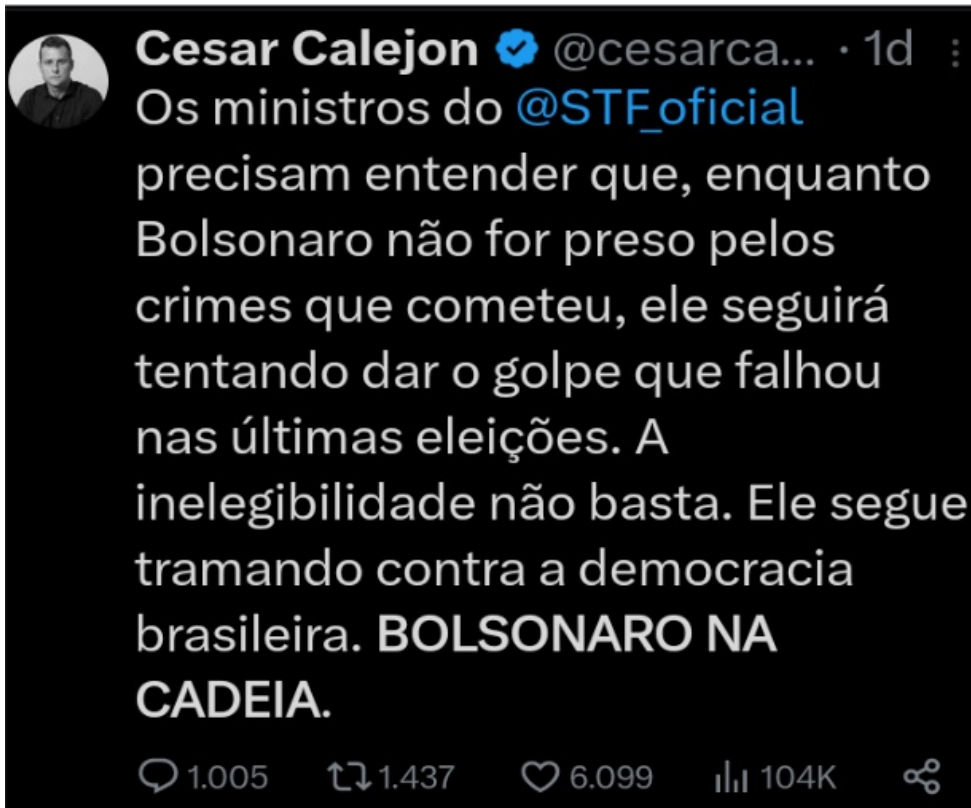 Cesar Calejon @cesarca... · 1d
Os ministros do @STF_oficial
precisam entender que, enquanto
Bolsonaro não for preso pelos
crimes que cometeu, ele seguirá
tentando dar o golpe que falhou
nas últimas eleições. A
inelegibilidade não basta. Ele segue
tramando contra a democracia
brasileira. BOLSONARO NA
CADEIA.
1.005 1.437 6.099 104K